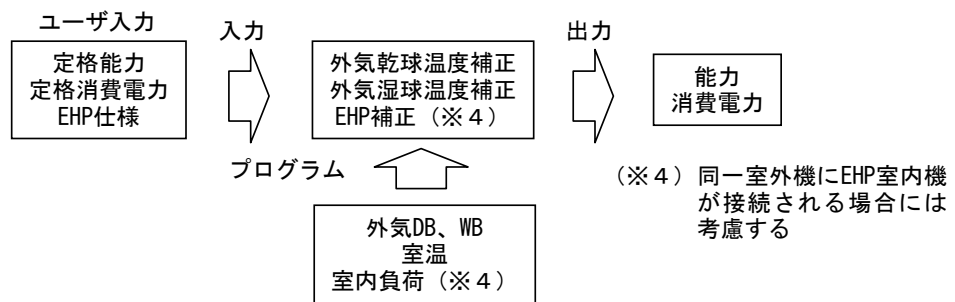 ユーザ入力
定格能力
定格消費電力
EHP仕様
入力
プログラム
外気乾球温度補正
外気湿球温度補正
EHP補正（※４）
外気DB、WB
室温
室内負荷（※４）
出力
能力
消費電力
（※４）同一室外機にEHP室内機
が接続される場合には
考慮する